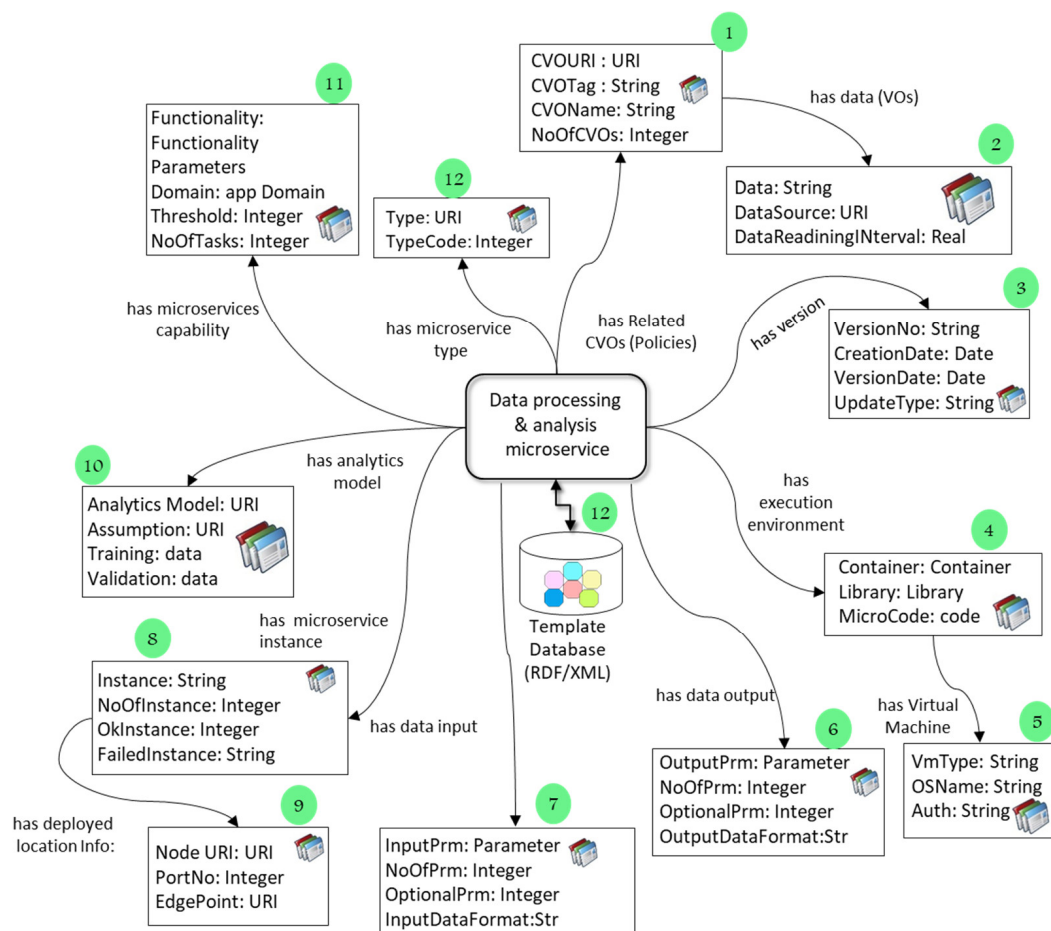 1
CVOURI : URI
CVOTag : String
CVOName: String
NoOfCVOs: Integer
has data (VOs)
2
Data: String
DataSource: URI
DataReadiningINterval: Real
11
Functionality:
Functionality
Parameters
Domain: app Domain
Threshold: Integer
NoOfTasks: Integer
12
Type: URI
TypeCode: Integer
has microservices
capability
has microservice
type
has Related
CVOs (Policies)
has version
3
VersionNo: String
CreationDate: Date
VersionDate: Date
UpdateType: String
Data processing
& analysis
microservice
has analytics
model
10
Analytics Model: URI
Assumption: URI
Training: data
Validation: data
has
execution
environment
4
Container: Container
Library: Library
MicroCode: code
12
Template
Database
(RDF/XML)
has microservice
instance
8
Instance: String
NoOfInstance: Integer
OkInstance: Integer
FailedInstance: String
has data input
has data output
has Virtual
Machine
5
VmType: String
OSName: String
Auth: String
6
OutputPrm: Parameter
NoOfPrm: Integer
OptionalPrm: Integer
OutputDataFormat:Str
has deployed
location Info:
9
Node URI: URI
PortNo: Integer
EdgePoint: URI
7
InputPrm: Parameter
NoOfPrm: Integer
OptionalPrm: Integer
InputDataFormat:Str